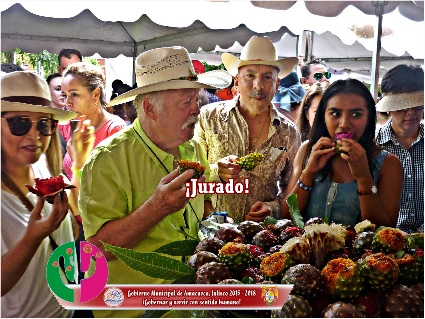 ¡Jurado!
Gobierno Municipal de Amacueca, Jalisco 2015 - 2018
¡Gobernar y servir con sentido humano!